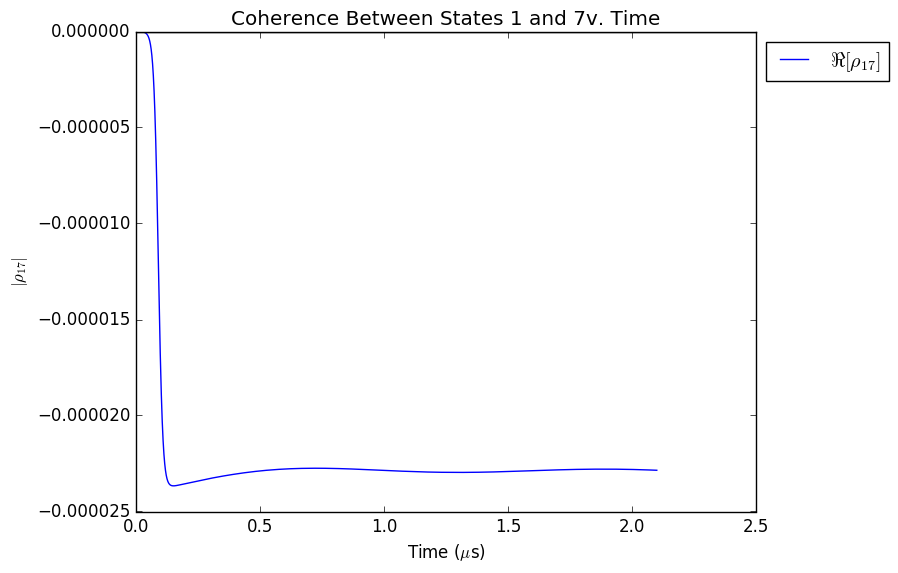 Coherence Between States 1 and 7v. Time
ℜ[ρ₁₇]
|ρ₁₇|
0.000000
−0.000005
−0.000010
−0.000015
−0.000020
−0.000025
0.0 0.5 1.0 1.5 2.0 2.5
Time (μs)